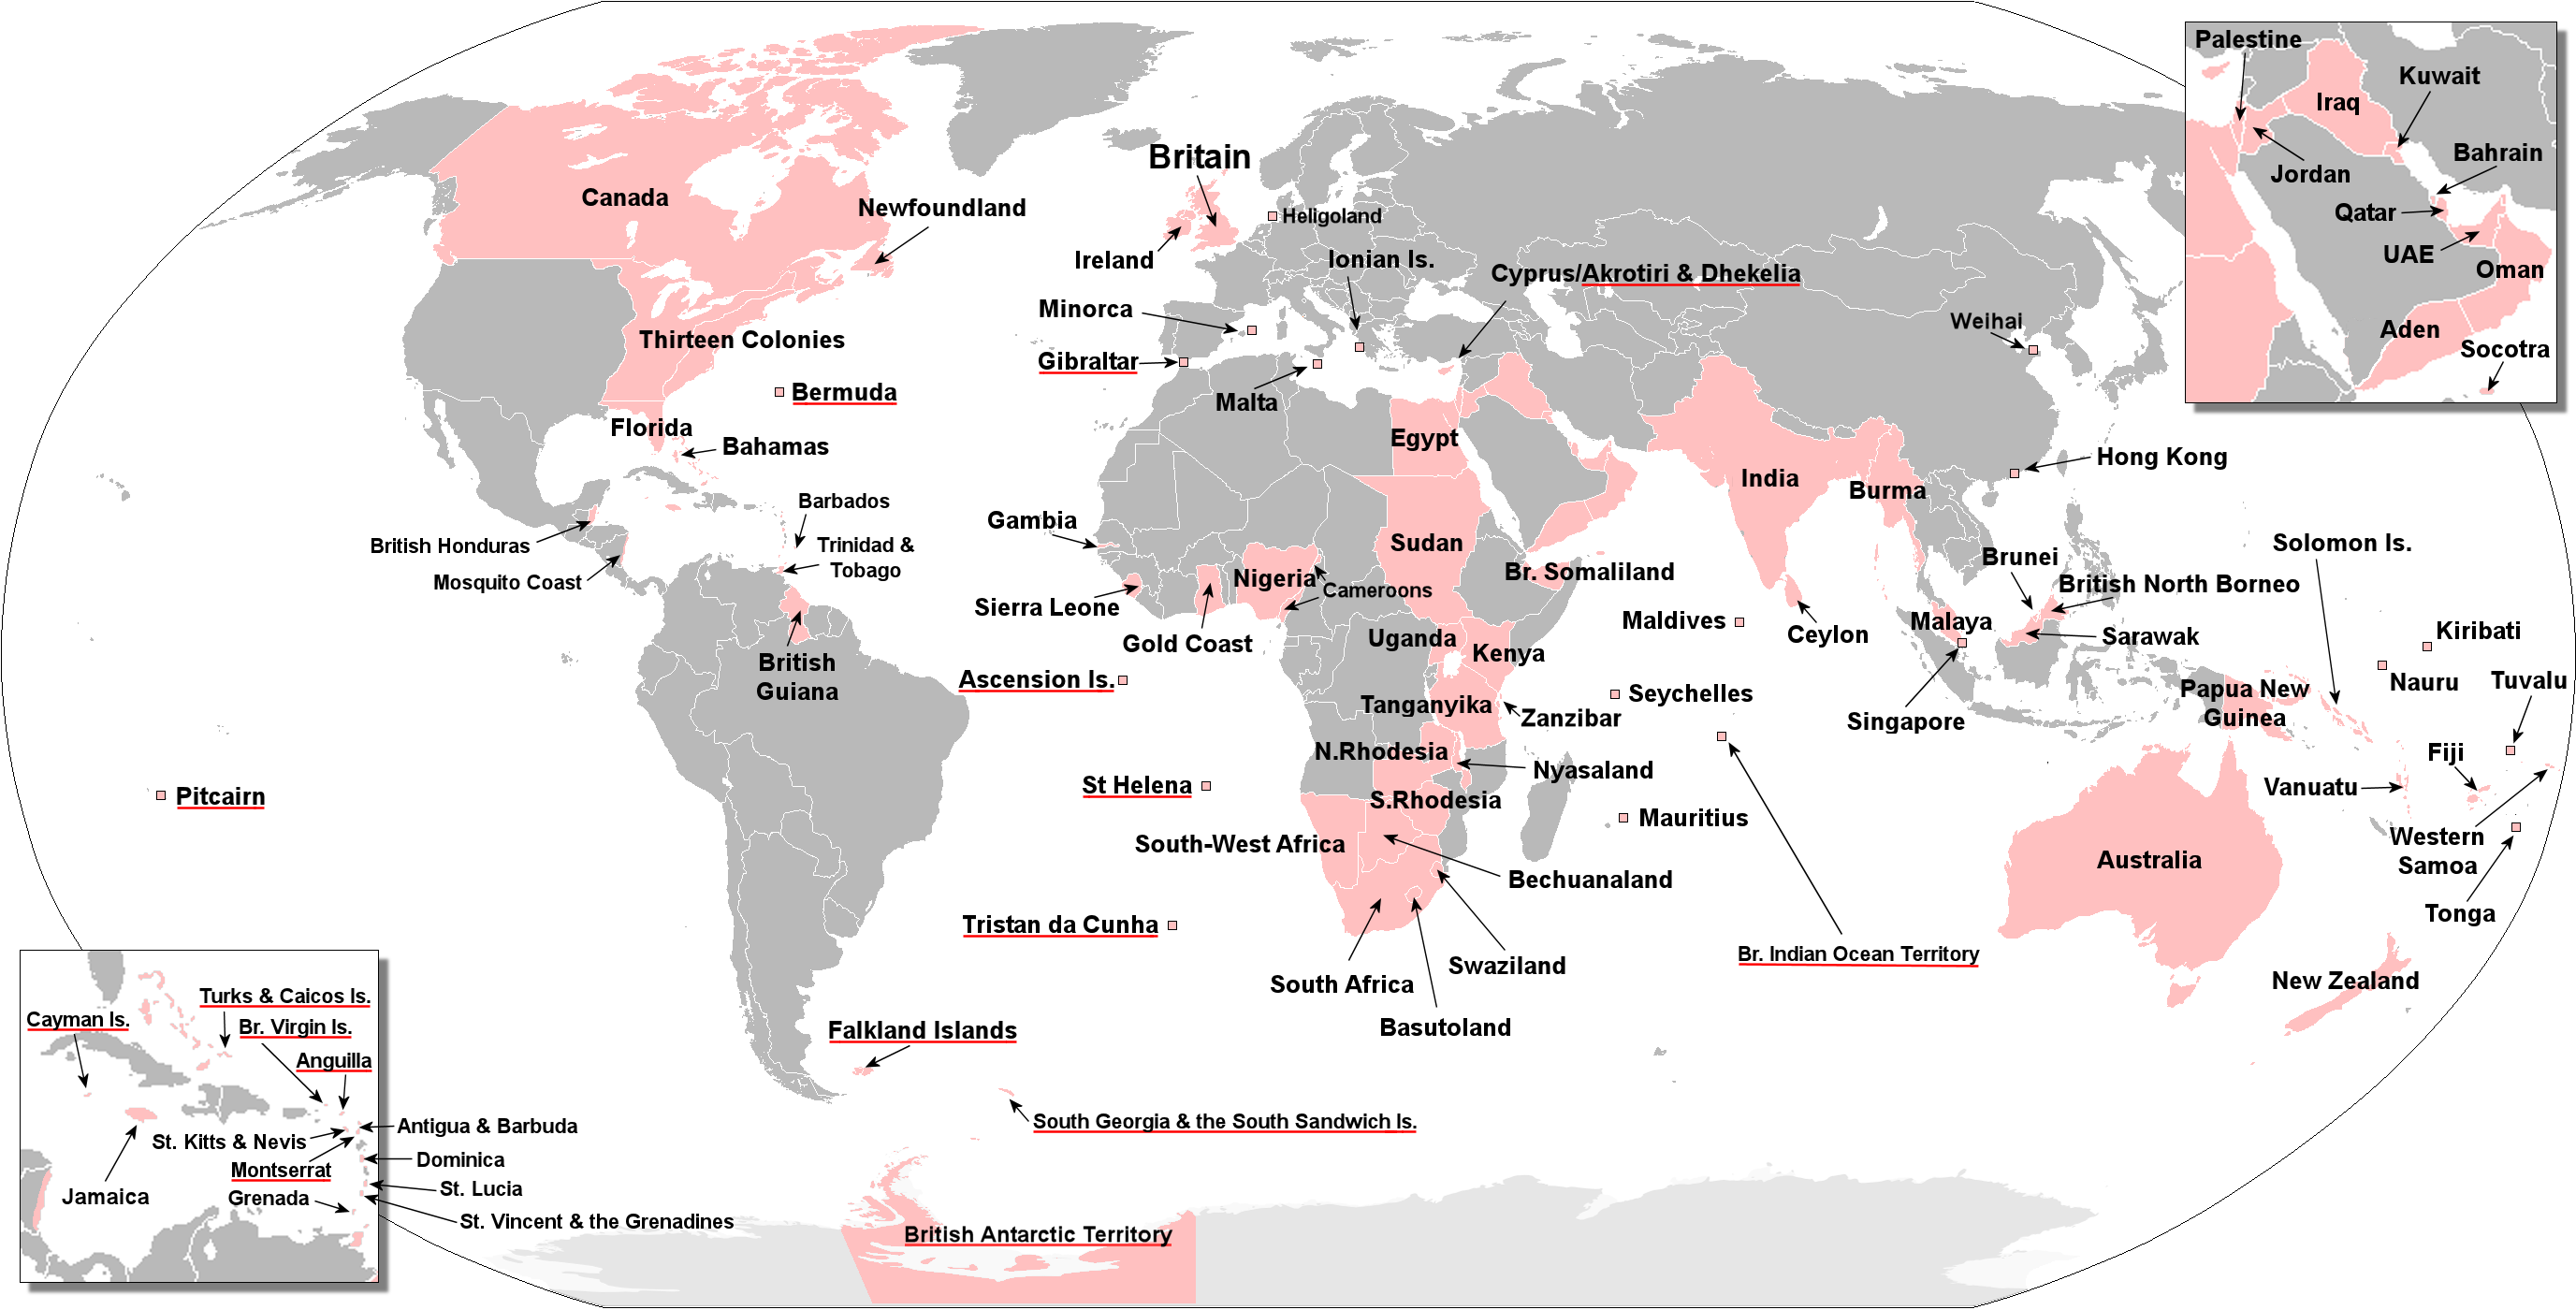 Palestine
Kuwait
Iraq
Bahrain
Jordan
Qatar
UAE
Oman
Aden
Socotra
Britain
Canada
Newfoundland
Heligoland
Ireland
Ionian Is.
Cyprus/Akrotiri & Dhekelia
Minorca
Weihai
Thirteen Colonies
Gibraltar
Bermuda
Malta
Florida
Egypt
Bahamas
Hong Kong
India
Burma
Barbados
Gambia
British Honduras
Trinidad &
Tobago
Sudan
Solomon Is.
Brunei
Mosquito Coast
Nigeria
Br. Somaliland
British North Borneo
Cameroons
Sierra Leone
Maldives
Malaya
Ceylon
Kiribati
Sarawak
Gold Coast
Uganda
Kenya
British
Guiana
Ascension Is.
Nauru
Tuvalu
Seychelles
Papua New
Guinea
Tanganyika
Zanzibar
Singapore
N.Rhodesia
Fiji
Nyasaland
St Helena
Vanuatu
Pitcairn
S.Rhodesia
Mauritius
Western
Samoa
South-West Africa
Australia
Bechuanaland
Tonga
Tristan da Cunha
Br. Indian Ocean Territory
Swaziland
South Africa
New Zealand
Basutoland
Falkland Islands
Turks & Caicos Is.
Cayman Is.
Br. Virgin Is.
Anguilla
South Georgia & the South Sandwich Is.
Antigua & Barbuda
St. Kitts & Nevis
Dominica
Montserrat
St. Lucia
Jamaica
Grenada
St. Vincent & the Grenadines
British Antarctic Territory